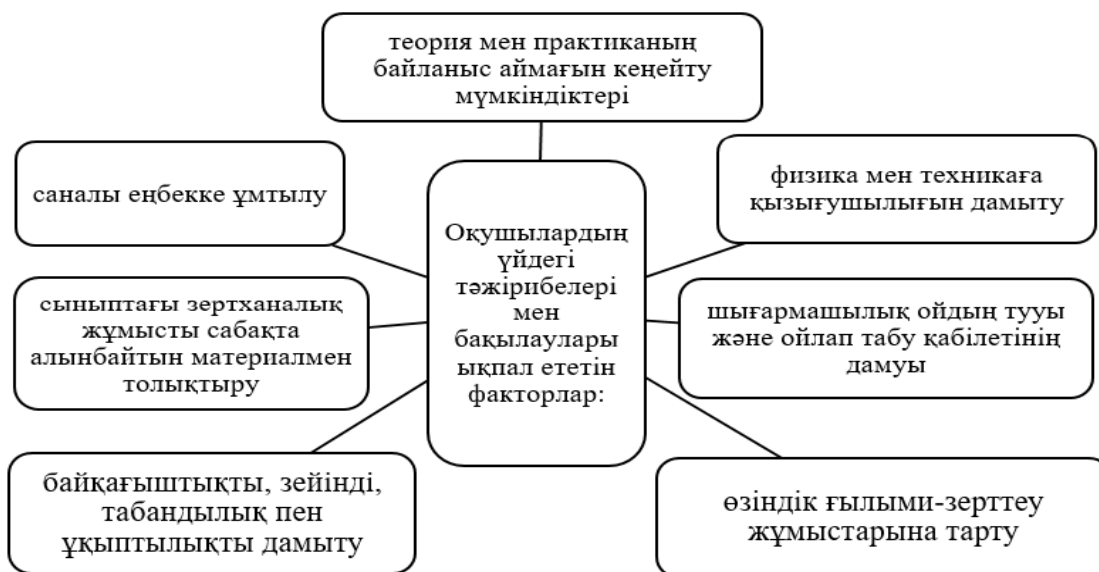 теория мен практиканың
байланыс аймағын кеңейту
мүмкіндіктері
саналы еңбекке ұмтылу
физика мен техникаға
қызығушылығын дамыту
Оқушылардың
үйдегі
тәжірибелері
мен
бақылаулары
ықпал ететін
факторлар:
сыныптағы зертханалық
жұмысты сабақта
алынбайтын материалмен
толықтыру
шығармашылық ойдың тууы
және ойлап табу қабілетінің
дамуы
байқағыштықты, зейінді,
табандылық пен
ұқыптылықты дамыту
өзіндік ғылыми-зерттеу
жұмыстарына тарту